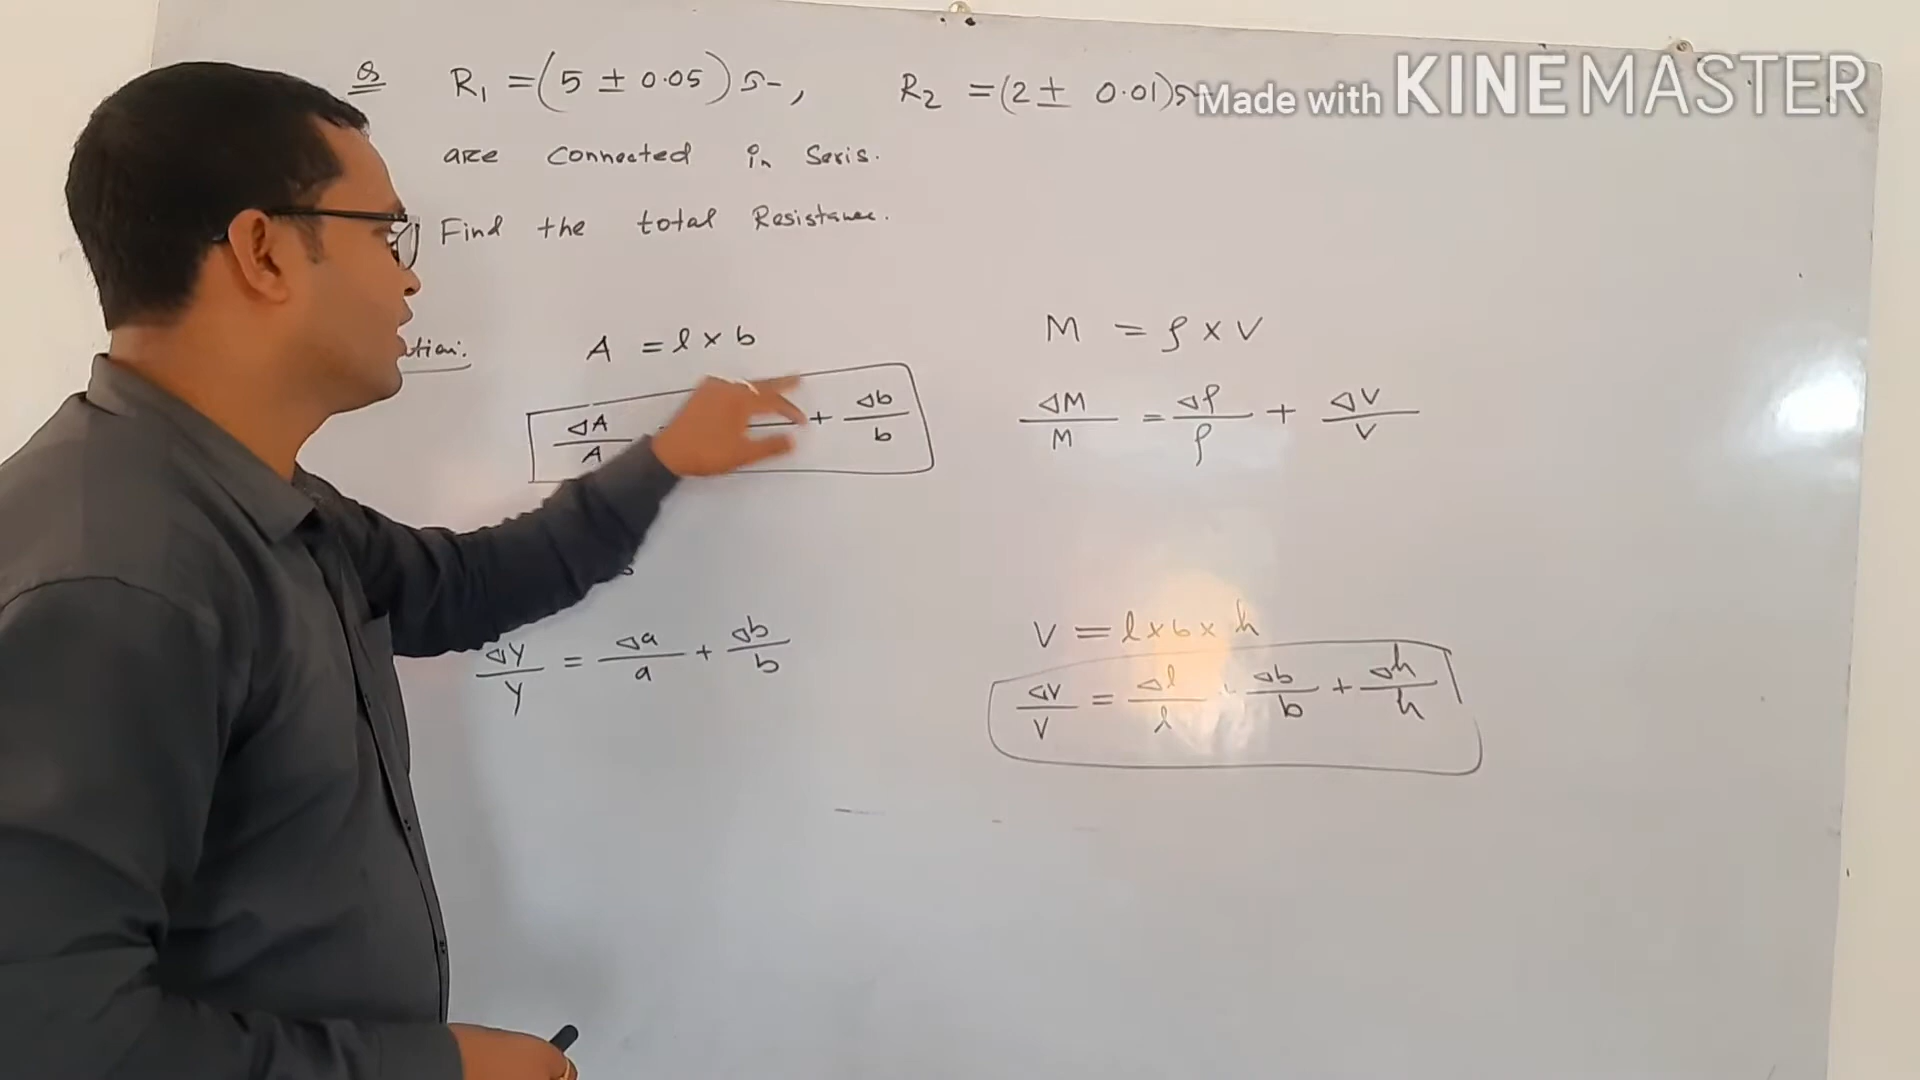 Q R₁ = (5 ± 0.05) Ω, R₂ = (2 ± 0.01)Ω
Made with KINEMASTER
are Connected in Seris.
Find the total Resistance.
A = l × b
M = ρ × V
ΔA/A + Δb/b
ΔM/M = Δρ/ρ + ΔV/V
V = l × b × h
ΔY/Y = Δa/a + Δb/b
ΔV/V = Δl/l + Δb/b + Δh/h